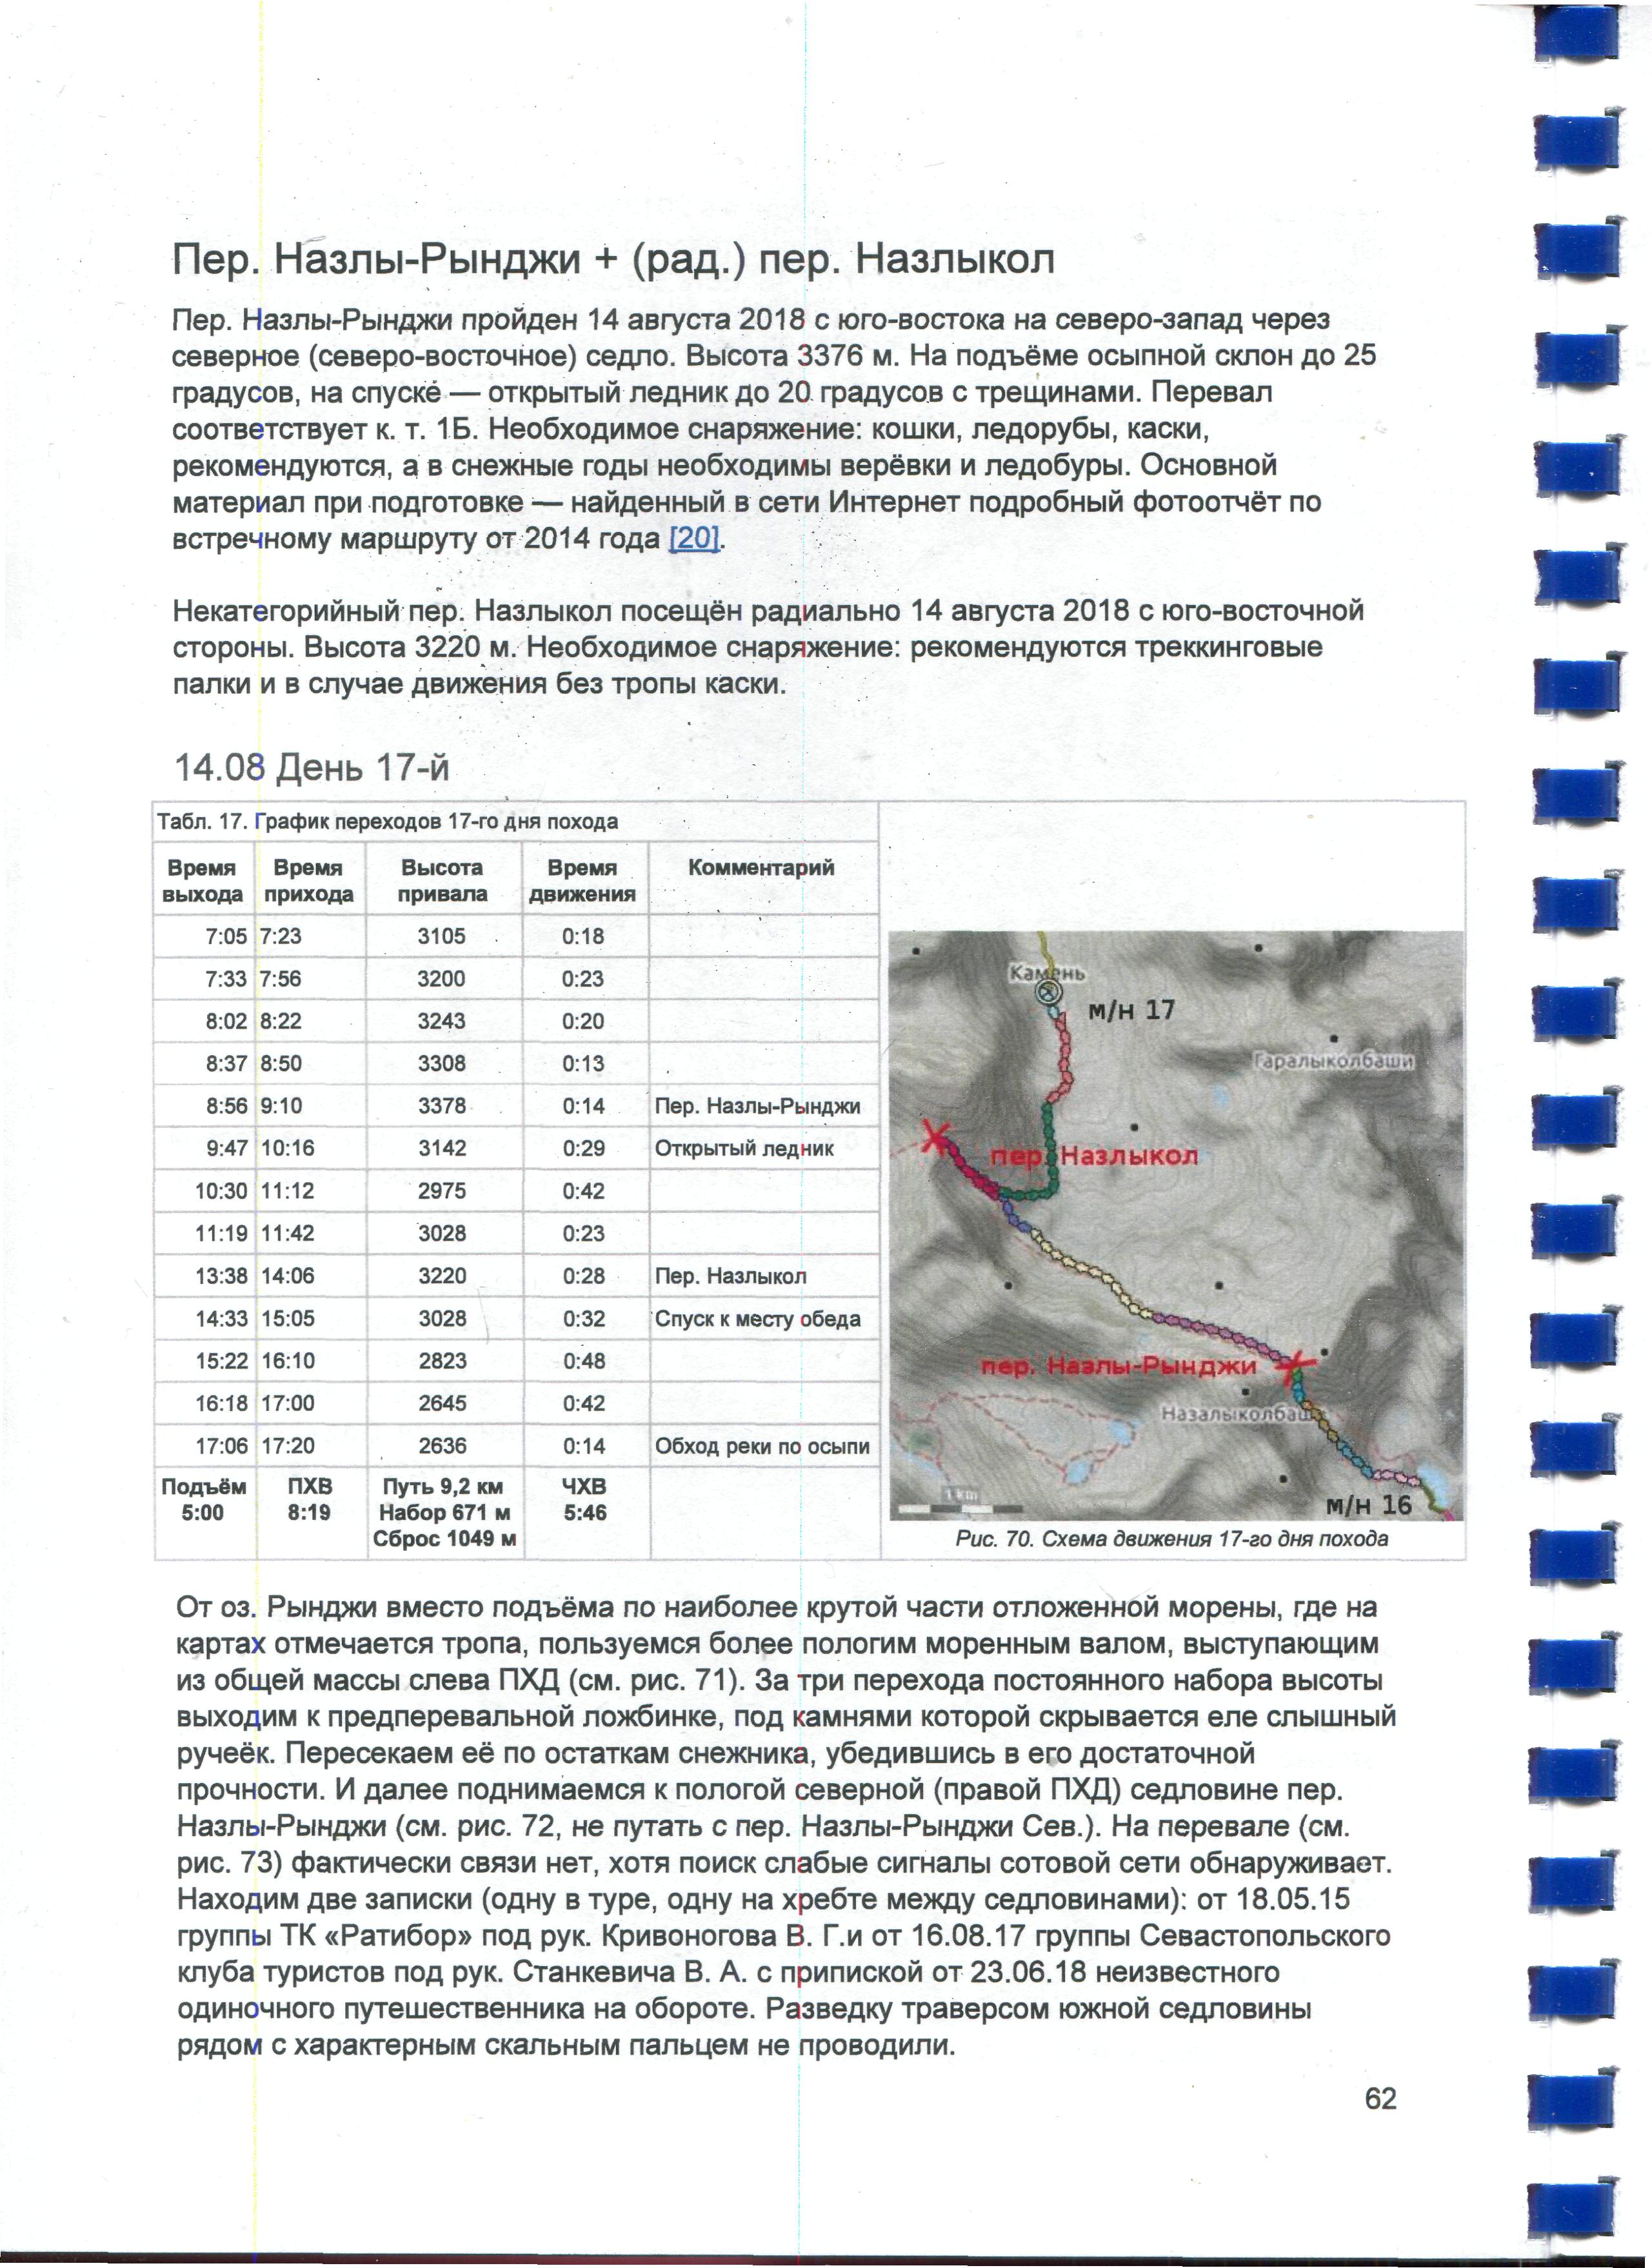 Пер. Назлы-Рынджи + (рад.) пер. Назлыкол
Пер. Назлы-Рынджи пройден 14 августа 2018 с юго-востока на северо-запад через
северное (северо-восточное) седло. Высота 3376 м. На подъёме осыпной склон до 25
градусов, на спуске — открытый ледник до 20 градусов с трещинами. Перевал
соответствует к. т. 1Б. Необходимое снаряжение: кошки, ледорубы, каски,
рекомендуются, а в снежные годы необходимы верёвки и ледобуры. Основной
материал при подготовке — найденный в сети Интернет подробный фотоотчёт по
встречному маршруту от 2014 года [20].
Некатегорийный пер. Назлыкол посещён радиально 14 августа 2018 с юго-восточной
стороны. Высота 3220 м. Необходимое снаряжение: рекомендуются треккинговые
палки и в случае движения без тропы каски.
14.08 День 17-й
Табл. 17. График переходов 17-го дня похода
Время выхода Время прихода Высота привала Время движения Комментарий
7:05 7:23 3105 0:18
7:33 7:56 3200 0:23
8:02 8:22 3243 0:20
8:37 8:50 3308 0:13
8:56 9:10 3378 0:14 Пер. Назлы-Рынджи
9:47 10:16 3142 0:29 Открытый ледник
10:30 11:12 2975 0:42
11:19 11:42 3028 0:23
13:38 14:06 3220 0:28 Пер. Назлыкол
14:33 15:05 3028 0:32 Спуск к месту обеда
15:22 16:10 2823 0:48
16:18 17:00 2645 0:42
17:06 17:20 2636 0:14 Обход реки по осыпи
Подъём ПХВ Путь 9,2 км ЧХВ
5:00 8:19 Набор 671 м 5:46
Сброс 1049 м
Камень
м/н 17
Гаралыколбаши
пер. Назлыкол
пер. Назлы-Рынджи
Назалыколбаш
1 km
м/н 16
Рис. 70. Схема движения 17-го дня похода
От оз. Рынджи вместо подъёма по наиболее крутой части отложенной морены, где на
картах отмечается тропа, пользуемся более пологим моренным валом, выступающим
из общей массы слева ПХД (см. рис. 71). За три перехода постоянного набора высоты
выходим к предперевальной ложбинке, под камнями которой скрывается еле слышный
ручеёк. Пересекаем её по остаткам снежника, убедившись в его достаточной
прочности. И далее поднимаемся к пологой северной (правой ПХД) седловине пер.
Назлы-Рынджи (см. рис. 72, не путать с пер. Назлы-Рынджи Сев.). На перевале (см.
рис. 73) фактически связи нет, хотя поиск слабые сигналы сотовой сети обнаруживает.
Находим две записки (одну в туре, одну на хребте между седловинами): от 18.05.15
группы ТК «Ратибор» под рук. Кривоногова В. Г.и от 16.08.17 группы Севастопольского
клуба туристов под рук. Станкевича В. А. с припиской от 23.06.18 неизвестного
одиночного путешественника на обороте. Разведку траверсом южной седловины
рядом с характерным скальным пальцем не проводили.
62